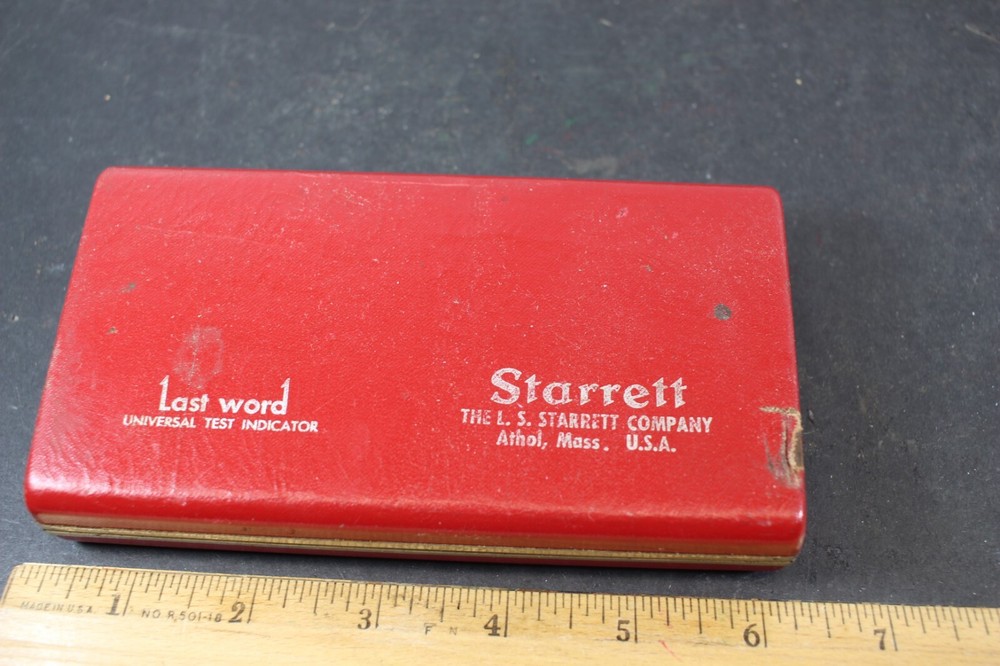 Last word
UNIVERSAL TEST INDICATOR
Starrett
THE L. S. STARRETT COMPANY
Athol, Mass. U.S.A.
1 2 3 4 5 6 7
MADE IN USA NO R,501-18 F N